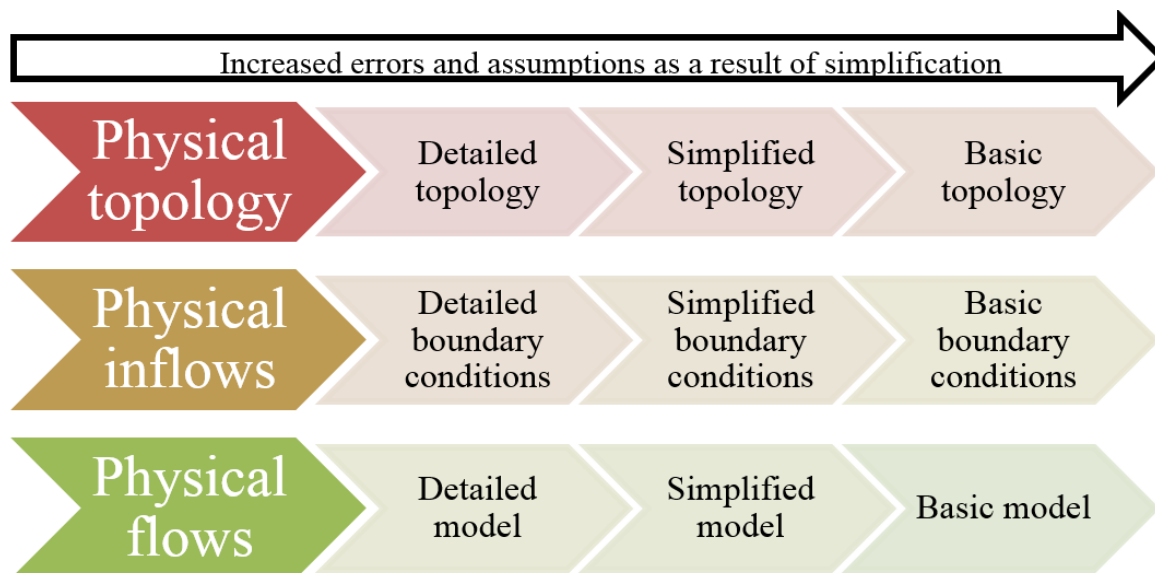 Increased errors and assumptions as a result of simplification
Physical
topology
Detailed
topology
Simplified
topology
Basic
topology
Physical
inflows
Detailed
boundary
conditions
Simplified
boundary
conditions
Basic
boundary
conditions
Physical
flows
Detailed
model
Simplified
model
Basic model